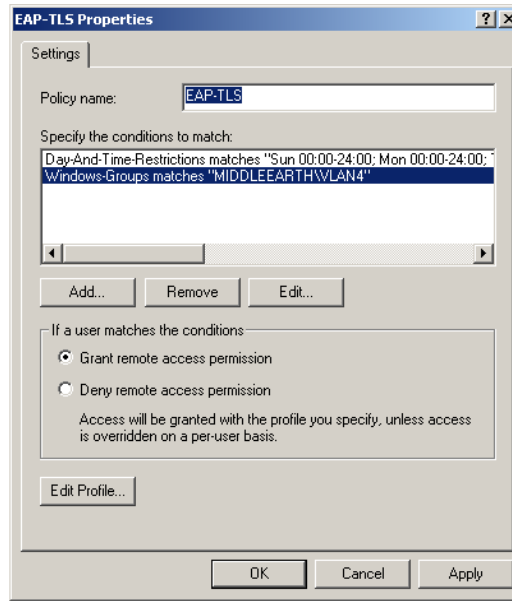 EAP-TLS Properties
Settings
Policy name:
EAP-TLS
Specify the conditions to match:
Day-And-Time-Restrictions matches "Sun 00:00-24:00; Mon 00:00-24:00;
Windows-Groups matches "MIDDLEEARTH\VLAN4"
Add...
Remove
Edit...
If a user matches the conditions
Grant remote access permission
Deny remote access permission
Access will be granted with the profile you specify, unless access
is overridden on a per-user basis.
Edit Profile...
OK
Cancel
Apply